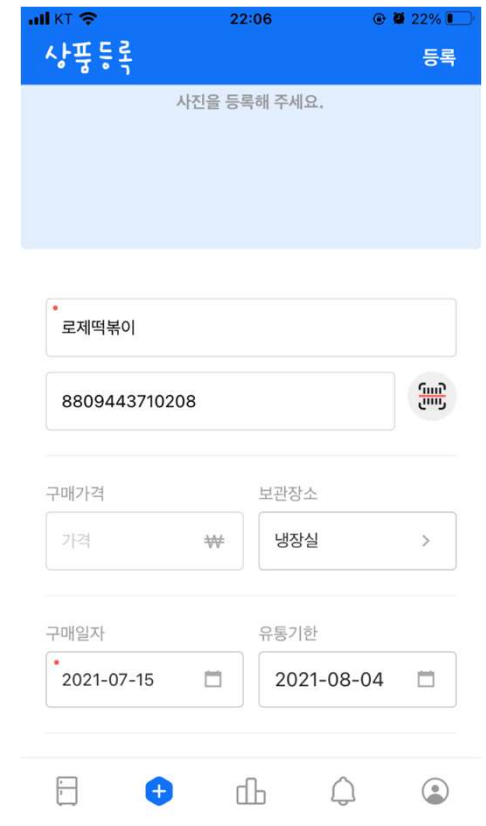 KT 22:06 22%
상품등록 등록
사진을 등록해 주세요.
로제떡볶이
8809443710208
구매가격 보관장소
가격 ₩ 냉장실
구매일자 유통기한
2021-07-15 2021-08-04